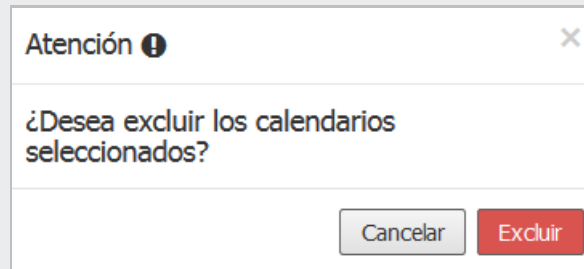 Atención
¿Desea excluir los calendarios
seleccionados?
Cancelar Excluir